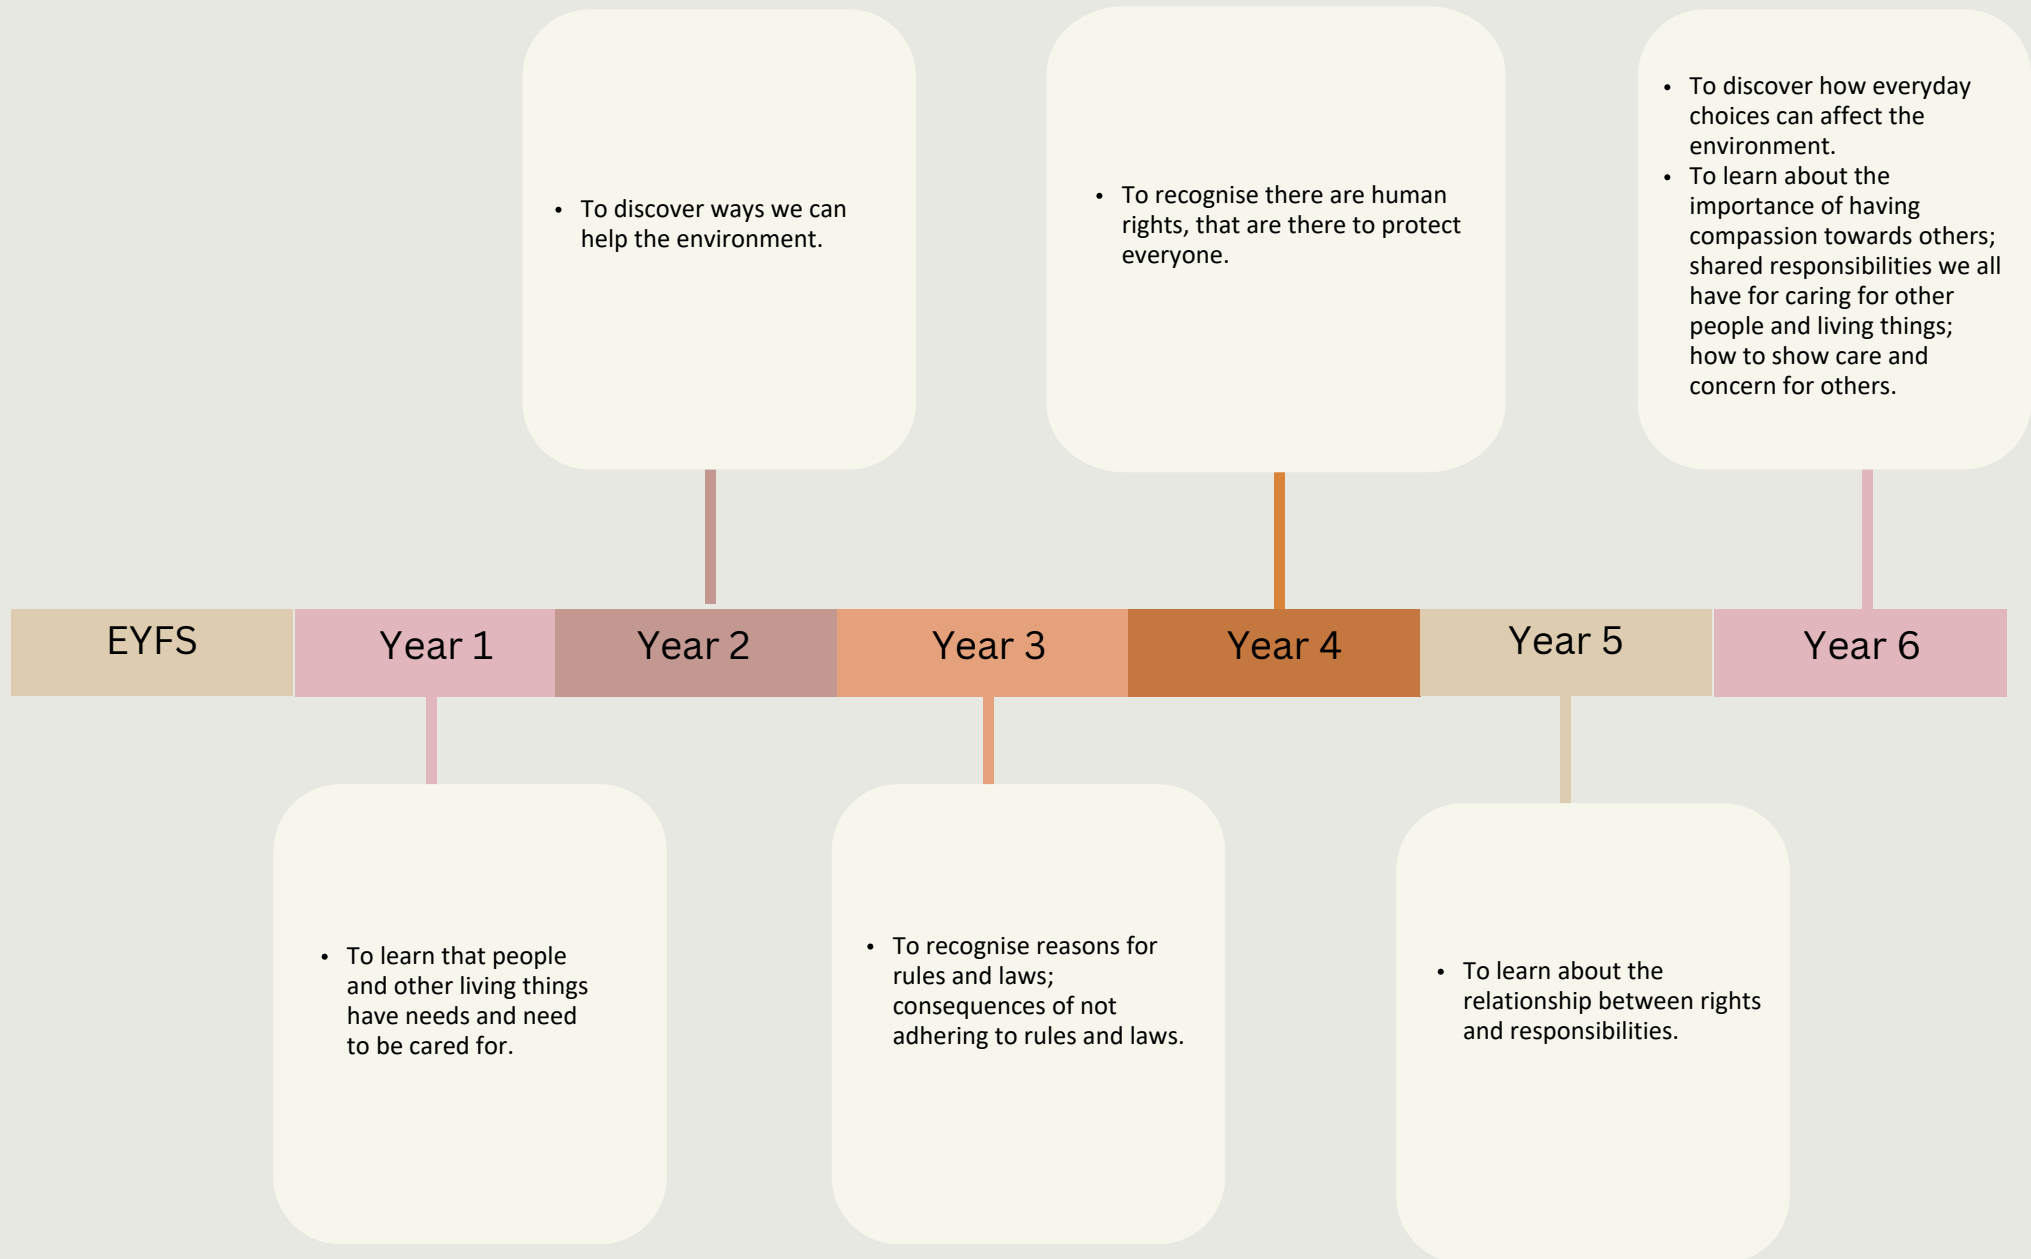 • To discover ways we can
help the environment.
• To recognise there are human
rights, that are there to protect
everyone.
• To discover how everyday
choices can affect the
environment.
• To learn about the
importance of having
compassion towards others;
shared responsibilities we all
have for caring for other
people and living things;
how to show care and
concern for others.
EYFS
Year 1
Year 2
Year 3
Year 4
Year 5
Year 6
• To learn that people
and other living things
have needs and need
to be cared for.
• To recognise reasons for
rules and laws;
consequences of not
adhering to rules and laws.
• To learn about the
relationship between rights
and responsibilities.